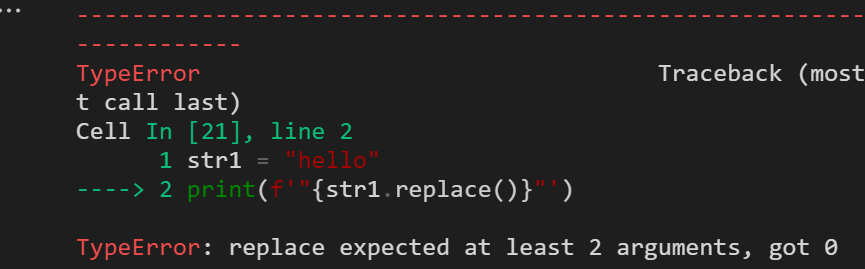 ...
--------------------------------------------------------------
-------------
TypeError                                 Traceback (most
t call last)
Cell In [21], line 2
      1 str1 = "hello"
----> 2 print(f'"{str1.replace()}"')
TypeError: replace expected at least 2 arguments, got 0